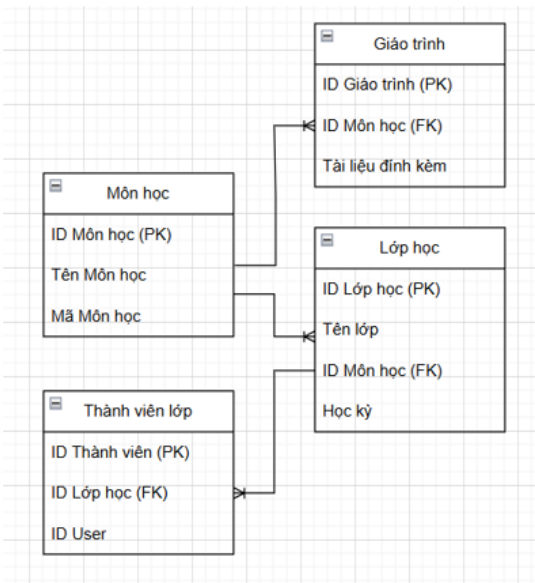 Giáo trình
ID Giáo trình (PK)
ID Môn học (FK)
Tài liệu đính kèm
Môn học
ID Môn học (PK)
Tên Môn học
Mã Môn học
Lớp học
ID Lớp học (PK)
Tên lớp
ID Môn học (FK)
Học kỳ
Thành viên lớp
ID Thành viên (PK)
ID Lớp học (FK)
ID User